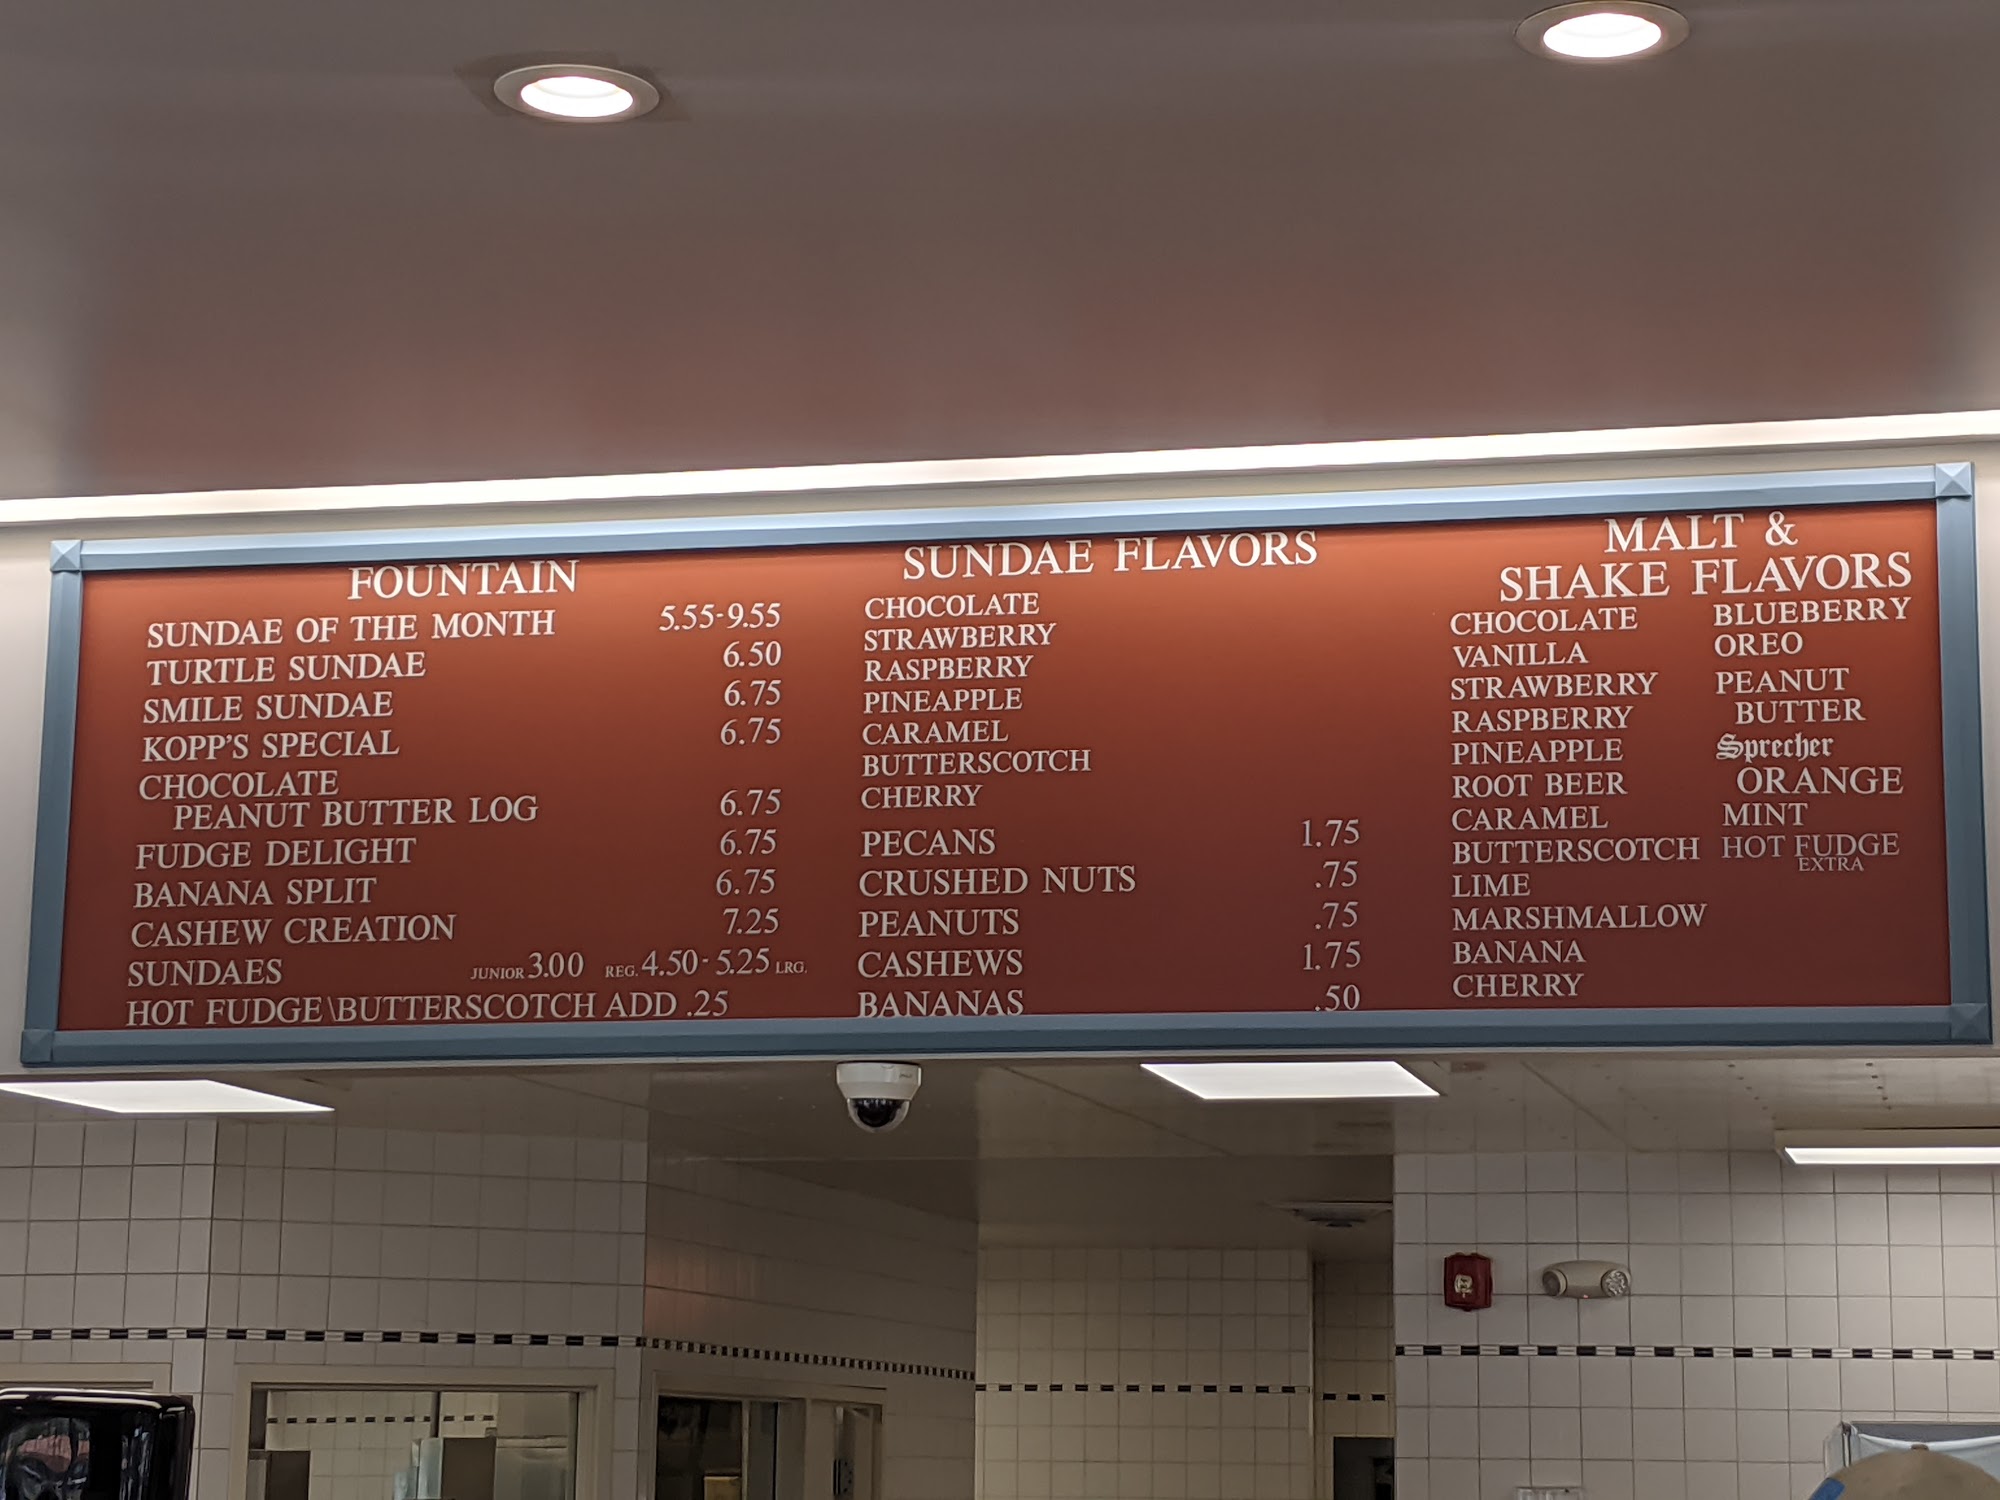 FOUNTAIN
SUNDAE OF THE MONTH 5.55-9.55
TURTLE SUNDAE 6.50
SMILE SUNDAE 6.75
KOPP'S SPECIAL 6.75
CHOCOLATE
PEANUT BUTTER LOG 6.75
FUDGE DELIGHT 6.75
BANANA SPLIT 6.75
CASHEW CREATION 7.25
SUNDAES JUNIOR 3.00 REG. 4.50-5.25 LRG.
HOT FUDGE\BUTTERSCOTCH ADD .25
SUNDAE FLAVORS
CHOCOLATE
STRAWBERRY
RASPBERRY
PINEAPPLE
CARAMEL
BUTTERSCOTCH
CHERRY
PECANS 1.75
CRUSHED NUTS .75
PEANUTS .75
CASHEWS 1.75
BANANAS .50
MALT &
SHAKE FLAVORS
CHOCOLATE
VANILLA
STRAWBERRY
RASPBERRY
PINEAPPLE
ROOT BEER
CARAMEL
BUTTERSCOTCH
LIME
MARSHMALLOW
BANANA
CHERRY
BLUEBERRY
OREO
PEANUT
BUTTER
Sprecher
ORANGE
MINT
HOT FUDGE
EXTRA